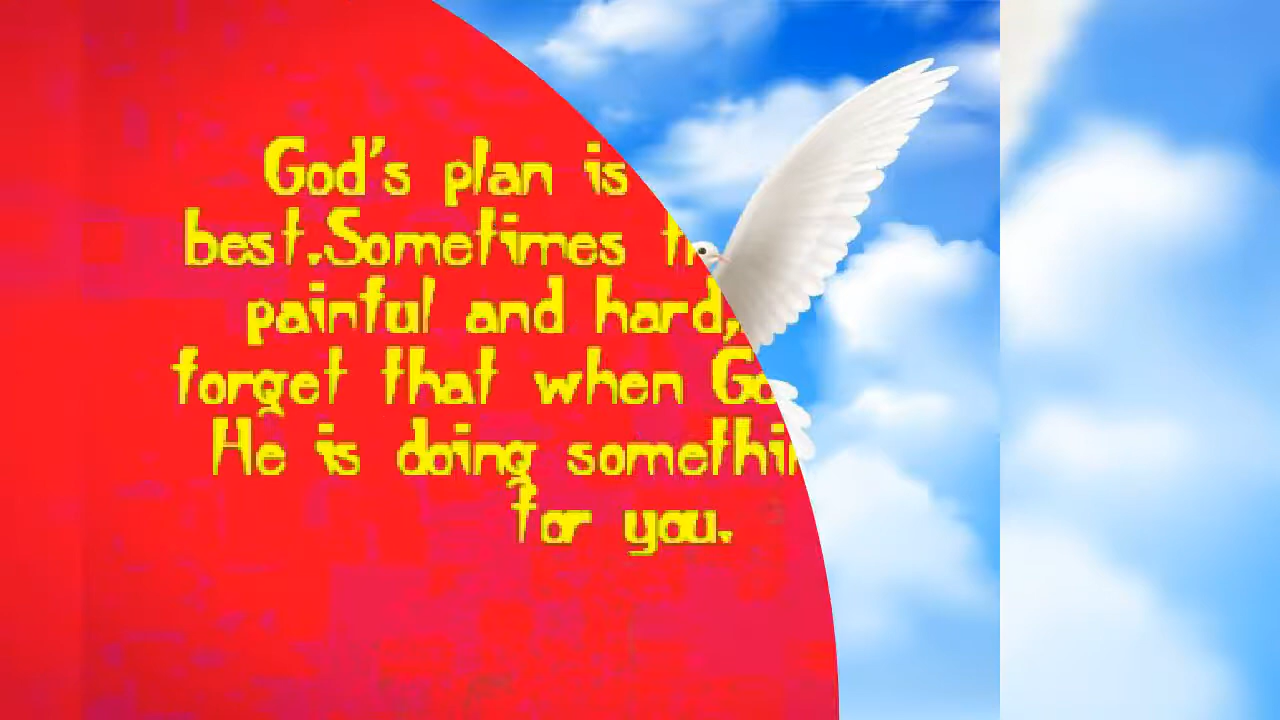 God's plan is
best.Sometimes
painful and hard,
forget that when
He is doing
for you.